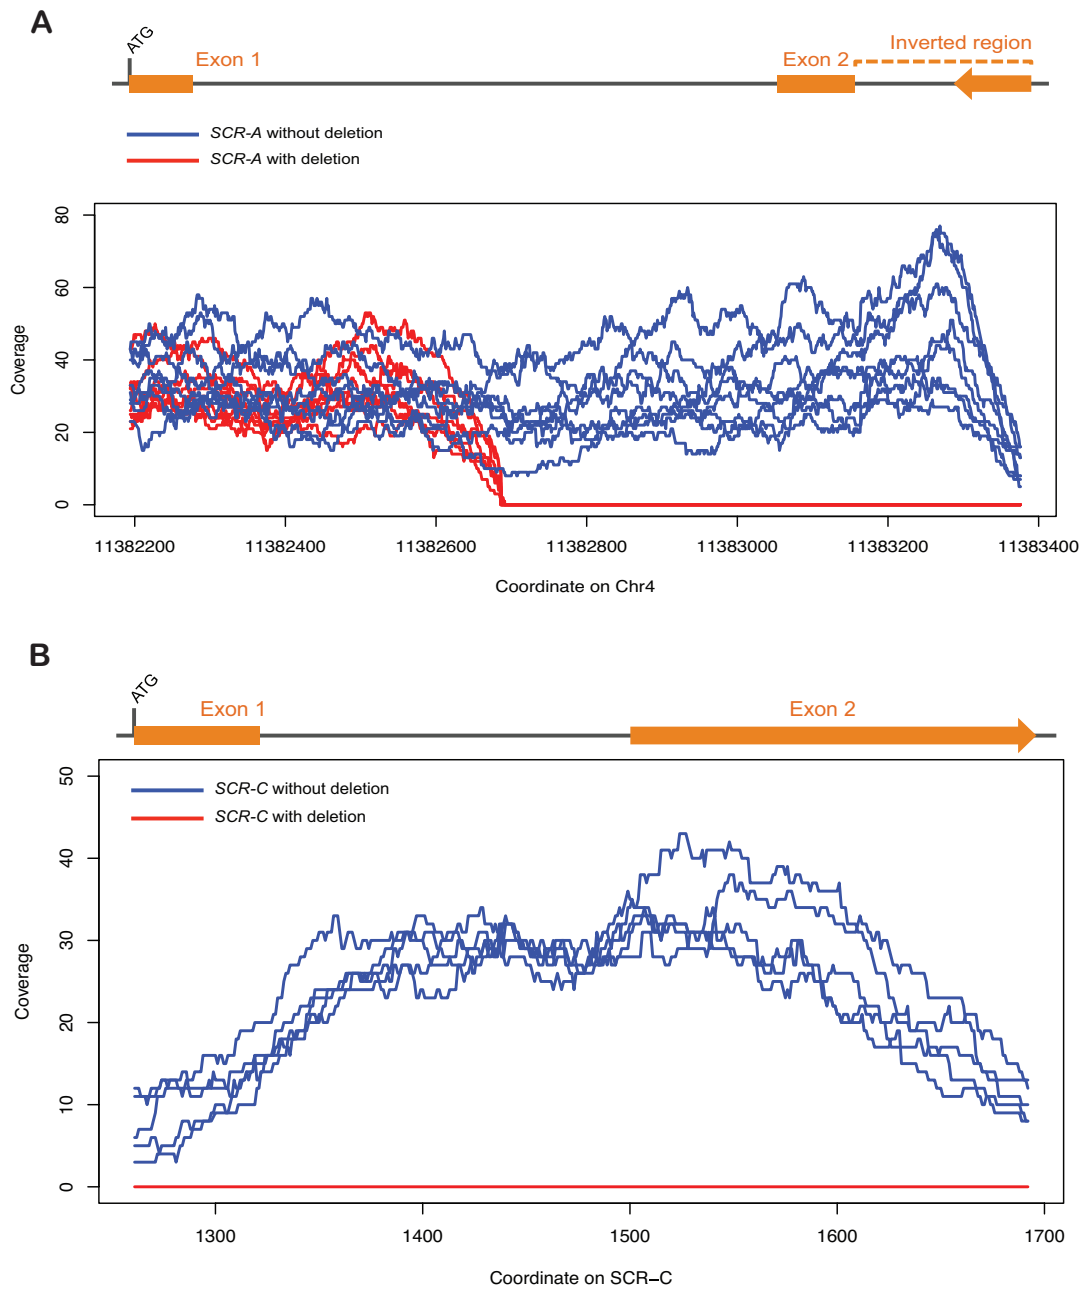 A
ATG
Exon 1
Exon 2
Inverted region
SCR-A without deletion
SCR-A with deletion
Coverage
80
60
40
20
0
11382200 11382400 11382600 11382800 11383000 11383200 11383400
Coordinate on Chr4
B
ATG
Exon 1
Exon 2
SCR-C without deletion
SCR-C with deletion
Coverage
50
40
30
20
10
0
1300 1400 1500 1600 1700
Coordinate on SCR–C